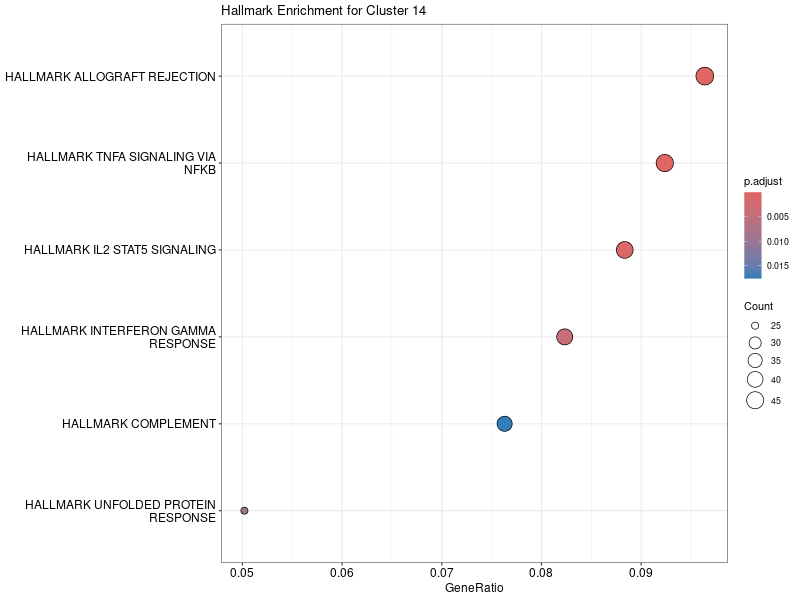 Hallmark Enrichment for Cluster 14
HALLMARK ALLOGRAFT REJECTION
HALLMARK TNFA SIGNALING VIA
NFKB
HALLMARK IL2 STAT5 SIGNALING
HALLMARK INTERFERON GAMMA
RESPONSE
HALLMARK COMPLEMENT
HALLMARK UNFOLDED PROTEIN
RESPONSE
0.05
0.06
0.07
0.08
0.09
GeneRatio
p.adjust
0.005
0.010
0.015
Count
25
30
35
40
45